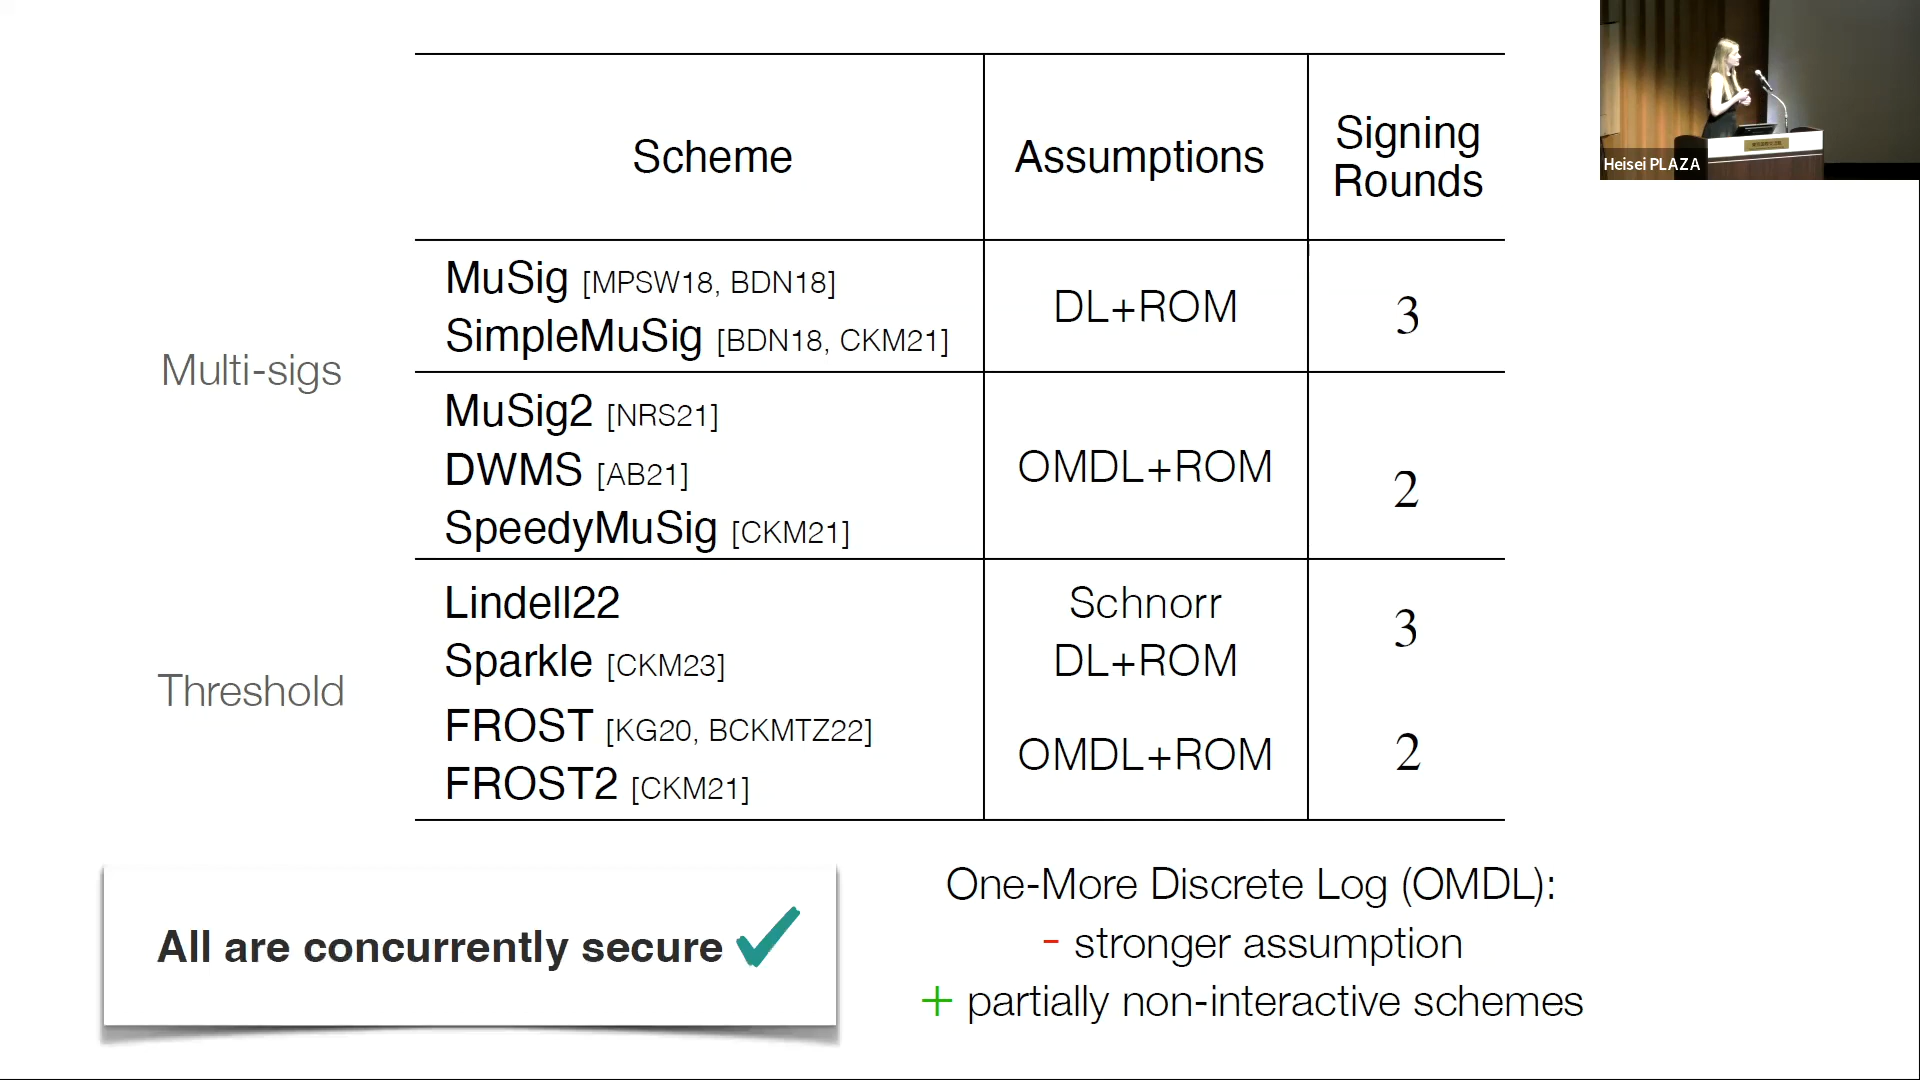 Scheme
Assumptions
Signing
Rounds
Multi-sigs
MuSig [MPSW18, BDN18]
SimpleMuSig [BDN18, CKM21]
DL+ROM
3
MuSig2 [NRS21]
DWMS [AB21]
SpeedyMuSig [CKM21]
OMDL+ROM
2
Threshold
Lindell22
Schnorr
Sparkle [CKM23]
DL+ROM
3
FROST [KG20, BCKMTZ22]
FROST2 [CKM21]
OMDL+ROM
2
All are concurrently secure
One-More Discrete Log (OMDL):
- stronger assumption
+ partially non-interactive schemes
Heisei PLAZA